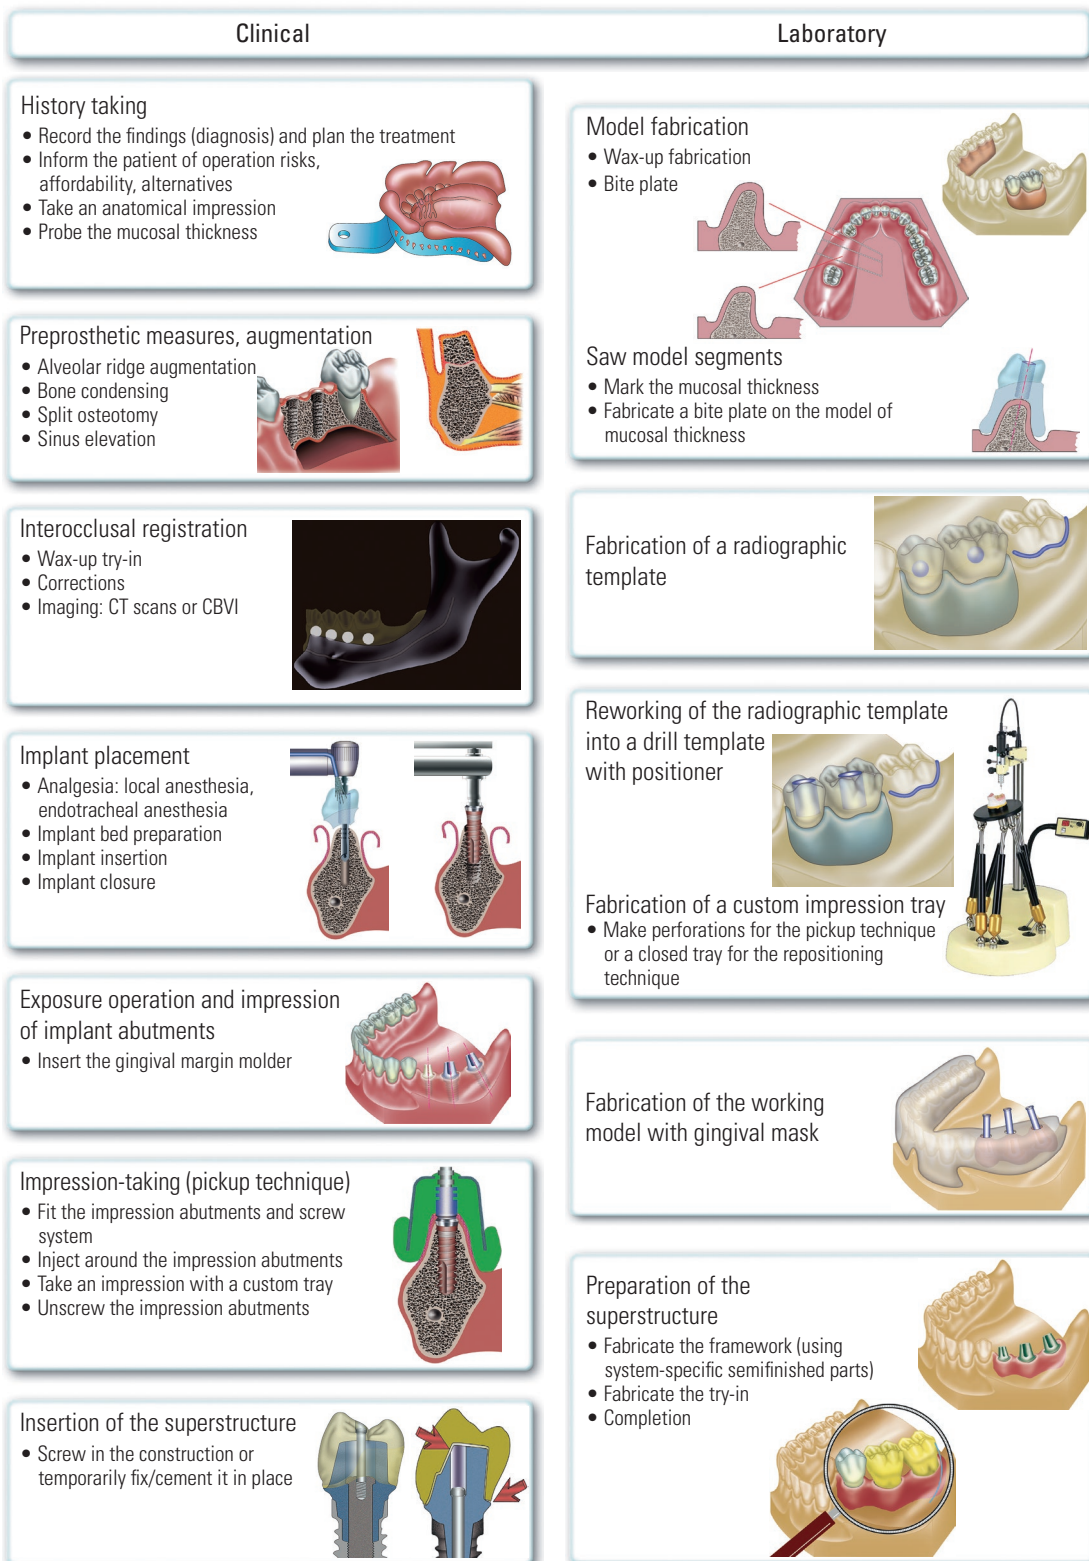 Clinical
Laboratory
History taking
• Record the findings (diagnosis) and plan the treatment
• Inform the patient of operation risks,
affordability, alternatives
• Take an anatomical impression
• Probe the mucosal thickness
Preprosthetic measures, augmentation
• Alveolar ridge augmentation
• Bone condensing
• Split osteotomy
• Sinus elevation
Interocclusal registration
• Wax-up try-in
• Corrections
• Imaging: CT scans or CBVI
Implant placement
• Analgesia: local anesthesia,
endotracheal anesthesia
• Implant bed preparation
• Implant insertion
• Implant closure
Exposure operation and impression
of implant abutments
• Insert the gingival margin molder
Impression-taking (pickup technique)
• Fit the impression abutments and screw
system
• Inject around the impression abutments
• Take an impression with a custom tray
• Unscrew the impression abutments
Insertion of the superstructure
• Screw in the construction or
temporarily fix/cement it in place
Model fabrication
• Wax-up fabrication
• Bite plate
Saw model segments
• Mark the mucosal thickness
• Fabricate a bite plate on the model of
mucosal thickness
Fabrication of a radiographic
template
Reworking of the radiographic template
into a drill template
with positioner
Fabrication of a custom impression tray
• Make perforations for the pickup technique
or a closed tray for the repositioning
technique
Fabrication of the working
model with gingival mask
Preparation of the
superstructure
• Fabricate the framework (using
system-specific semifinished parts)
• Fabricate the try-in
• Completion